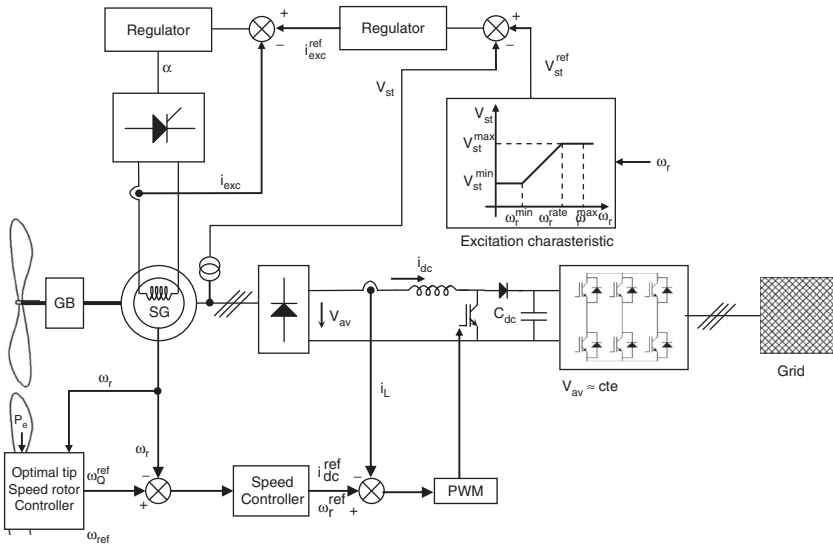 Regulator
+
−
i_exc^ref
Regulator
+
−
V_st^ref
V_st
α
V_st
V_st^max
V_st^min
ω_r^min
ω_r^rate
ω_r^max
ω_r
ω_r
Excitation charasteristic
i_exc
GB
SG
i_dc
V_av
C_dc
V_av ≈ cte
Grid
ω_r
i_L
P_e
ω_r
Optimal tip
Speed rotor
Controller
ω_Q^ref
−
+
Speed
Controller
i_dc^ref
ω_r^ref
−
+
PWM
ω_ref